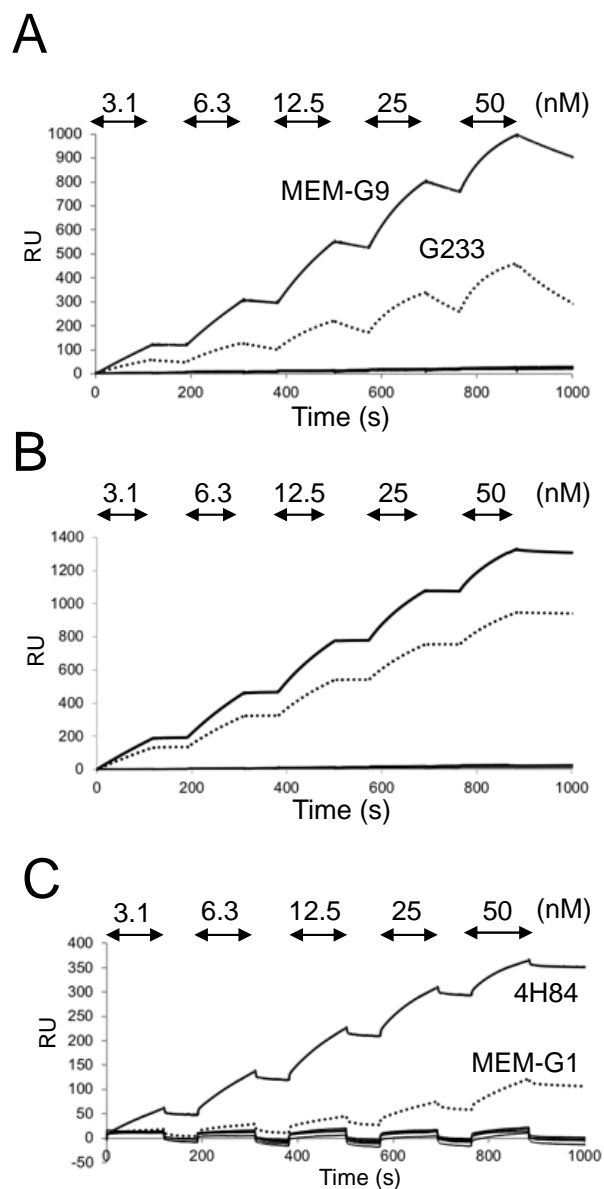 A
3.1 6.3 12.5 25 50 (nM)
1000
900
800
700
600
500
400
300
200
100
0
RU
MEM-G9
G233
0 200 400 600 800 1000
Time (s)
B
3.1 6.3 12.5 25 50 (nM)
1400
1200
1000
800
600
400
200
0
RU
0 200 400 600 800 1000
Time (s)
C
3.1 6.3 12.5 25 50 (nM)
400
350
300
250
200
150
100
50
0
-50
RU
4H84
MEM-G1
0 200 400 600 800 1000
Time (s)